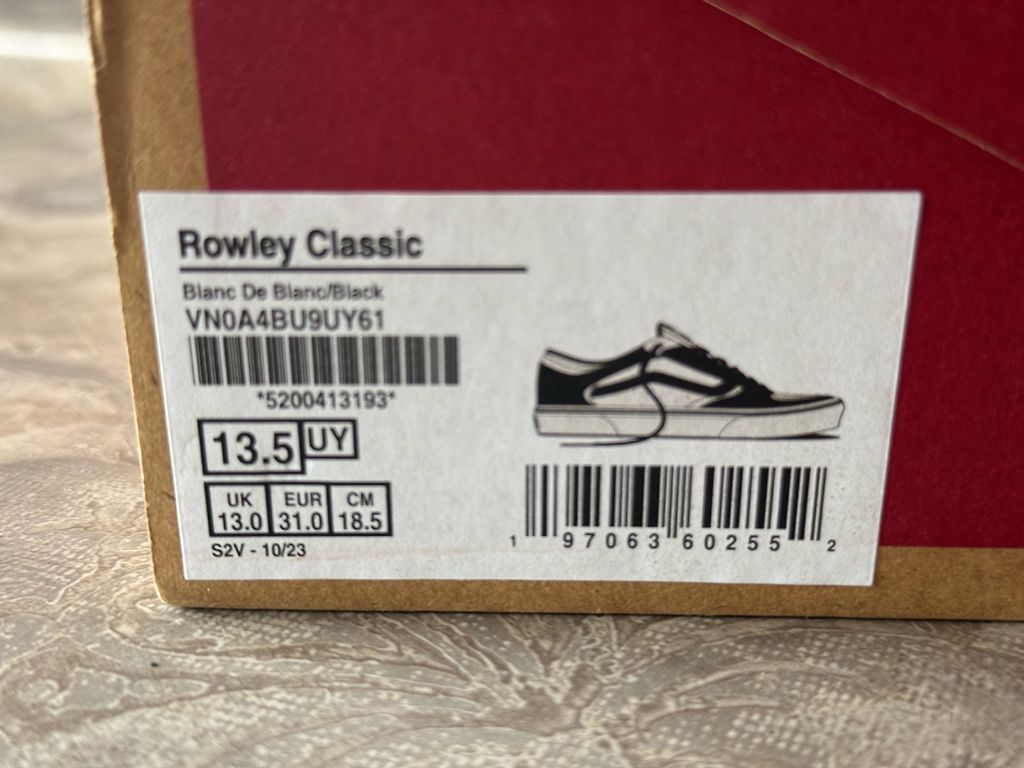 Rowley Classic
Blanc De Blanc/Black
VN0A4BU9UY61
*5200413193*
13.5 UY
UK EUR CM
13.0 31.0 18.5
S2V - 10/23
1 97063 60255 2